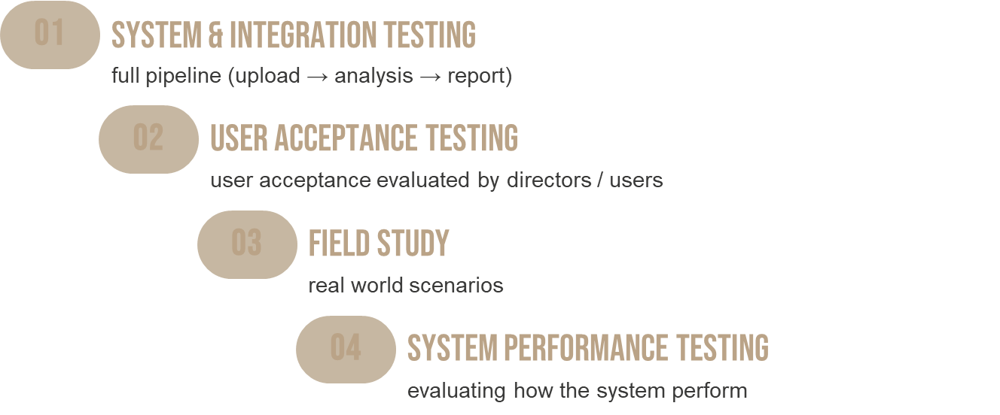 01
SYSTEM & INTEGRATION TESTING
full pipeline (upload → analysis → report)
02
USER ACCEPTANCE TESTING
user acceptance evaluated by directors / users
03
FIELD STUDY
real world scenarios
04
SYSTEM PERFORMANCE TESTING
evaluating how the system perform